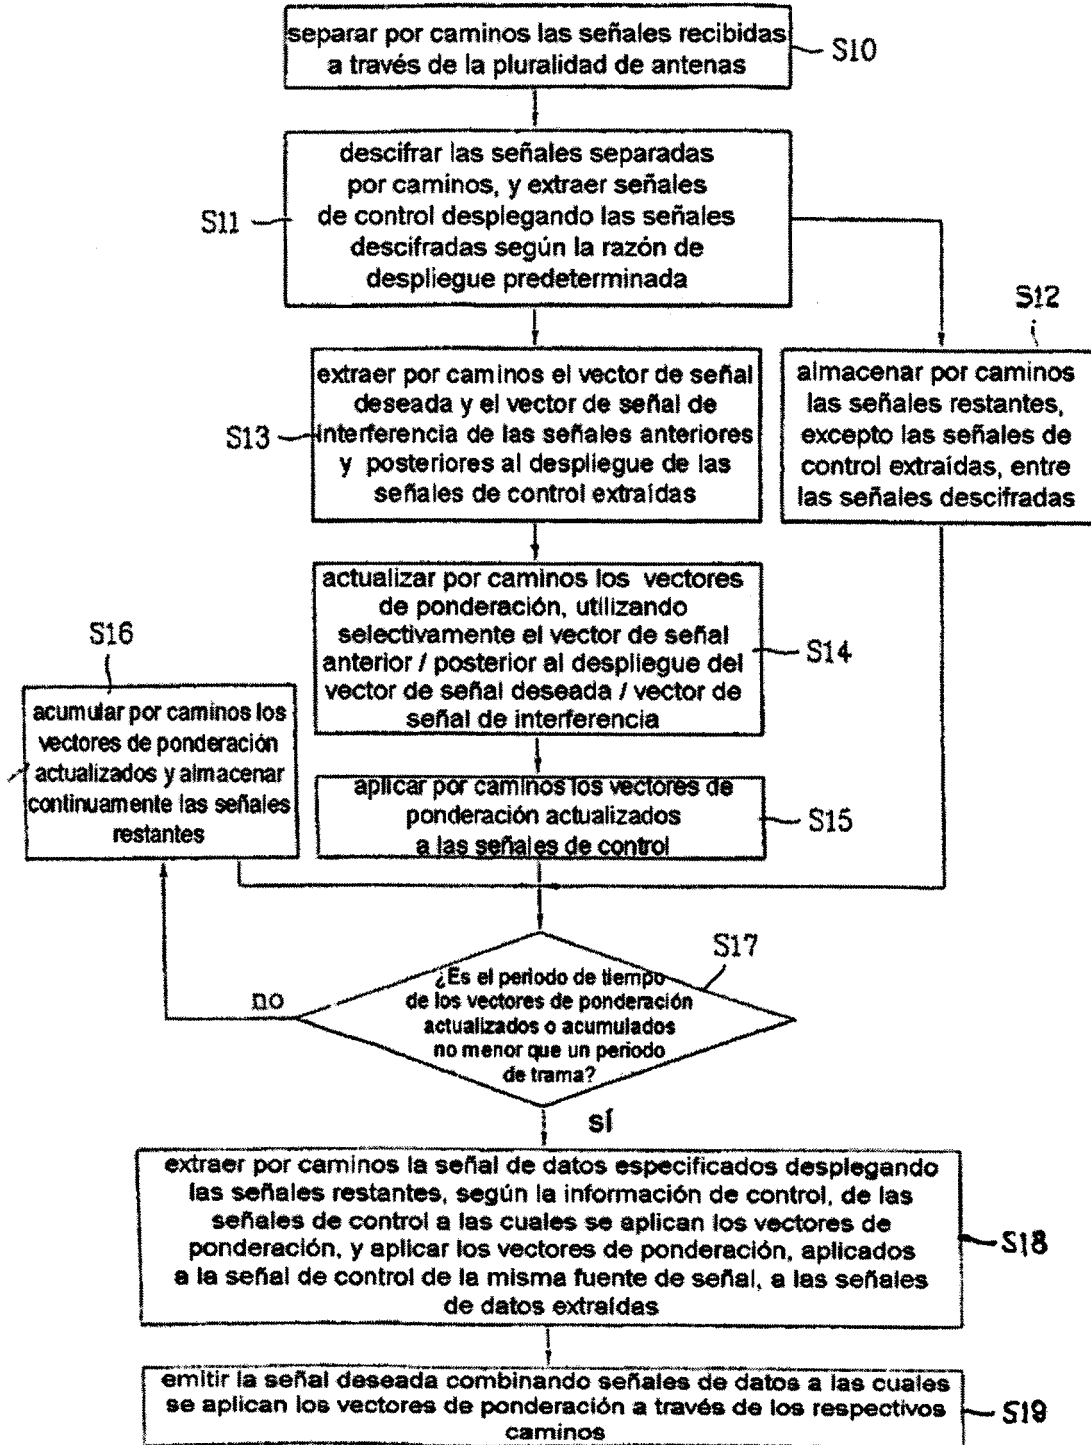 separar por caminos las señales recibidas
a través de la pluralidad de antenas
S10
descifrar las señales separadas
por caminos, y extraer señales
de control desplegando las señales
descifradas según la razón de
despliegue predeterminada
S11
S12
almacenar por caminos
las señales restantes,
excepto las señales de
control extraídas, entre
las señales descifradas
extraer por caminos el vector de señal
deseada y el vector de señal de
interferencia de las señales anteriores
y posteriores al despliegue de las
señales de control extraídas
S13
actualizar por caminos los vectores
de ponderación, utilizando
selectivamente el vector de señal
anterior / posterior al despliegue del
vector de señal deseada / vector de
señal de interferencia
S14
S16
acumular por caminos los
vectores de ponderación
actualizados y almacenar
continuamente las señales
restantes
aplicar por caminos los vectores de
ponderación actualizados
a las señales de control
S15
S17
¿Es el periodo de tiempo
de los vectores de ponderación
actualizados o acumulados
no menor que un periodo
de trama?
no
sí
extraer por caminos la señal de datos especificados desplegando
las señales restantes, según la información de control, de las
señales de control a las cuales se aplican los vectores de
ponderación, y aplicar los vectores de ponderación, aplicados
a la señal de control de la misma fuente de señal, a las señales
de datos extraídas
S18
emitir la señal deseada combinando señales de datos a las cuales
se aplican los vectores de ponderación a través de los respectivos
caminos
S19